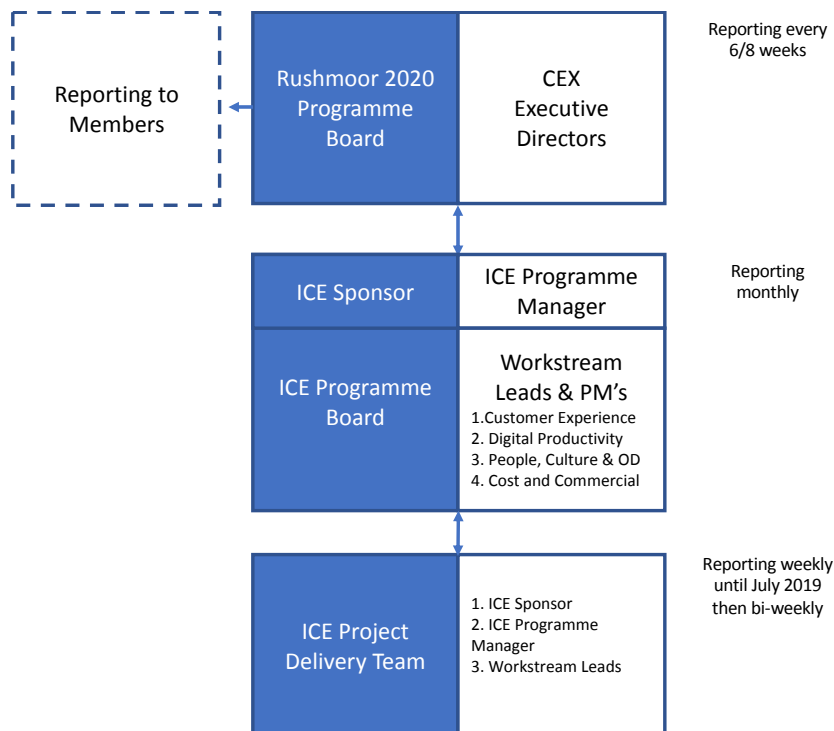 Reporting to
Members
Rushmoor 2020
Programme
Board
CEX
Executive
Directors
Reporting every
6/8 weeks
ICE Sponsor
ICE Programme
Manager
Reporting
monthly
ICE Programme
Board
Workstream
Leads & PM's
1.Customer Experience
2. Digital Productivity
3. People, Culture & OD
4. Cost and Commercial
ICE Project
Delivery Team
1. ICE Sponsor
2. ICE Programme
Manager
3. Workstream Leads
Reporting weekly
until July 2019
then bi-weekly